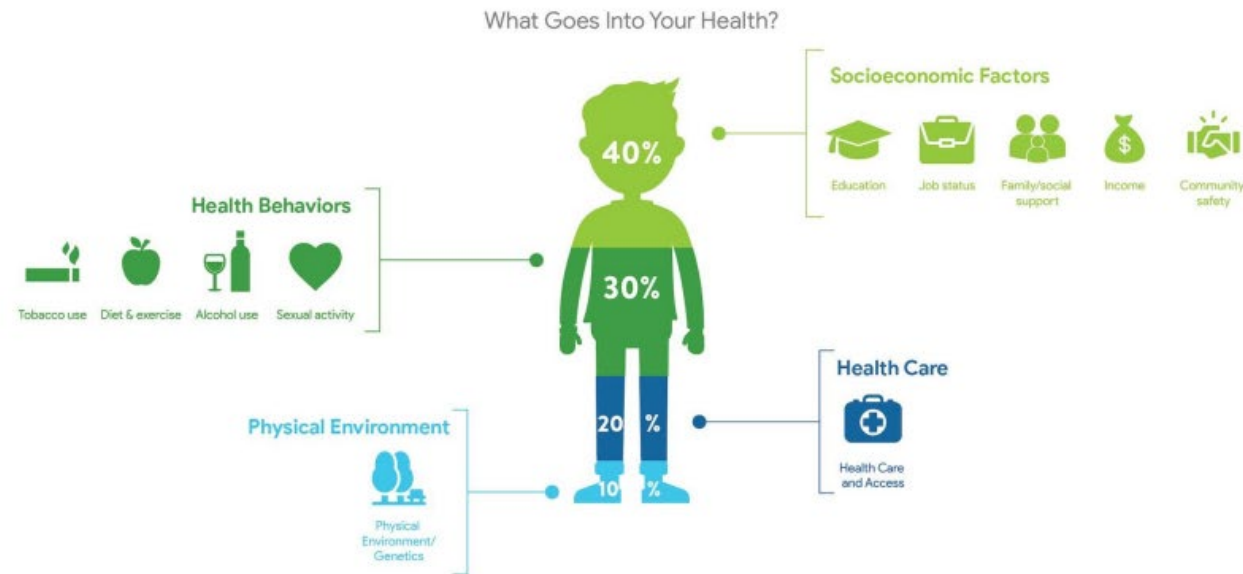 What Goes Into Your Health?
Socioeconomic Factors
40%
$
Education
Job status
Family/social
support
Income
Community
safety
Health Behaviors
30%
Tobacco use
Diet & exercise
Alcohol use
Sexual activity
Health Care
20 %
Health Care
and Access
Physical Environment
10 %
Physical
Environment/
Genetics